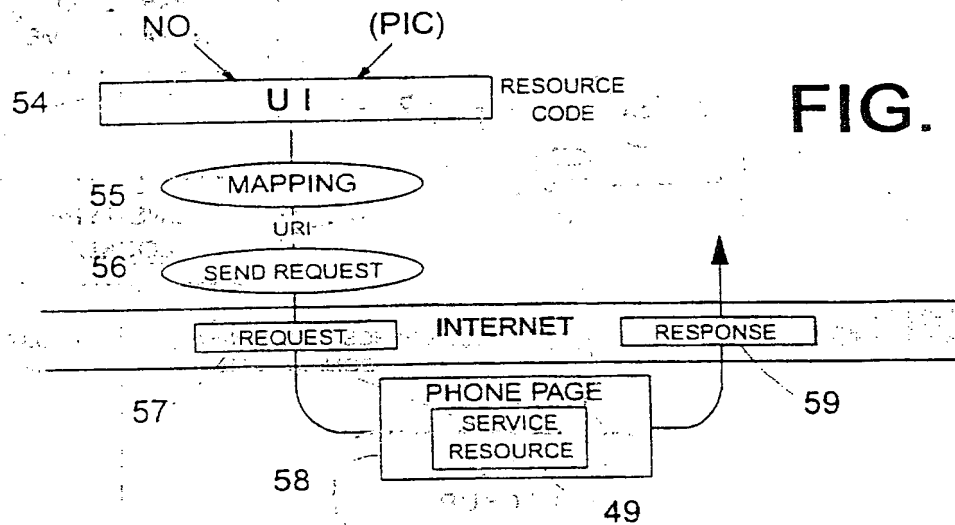 NO. (PIC)
54 UI RESOURCE CODE
FIG.
55 MAPPING
URI
56 SEND REQUEST
REQUEST INTERNET RESPONSE
57 PHONE PAGE 59
SERVICE
RESOURCE
58
49